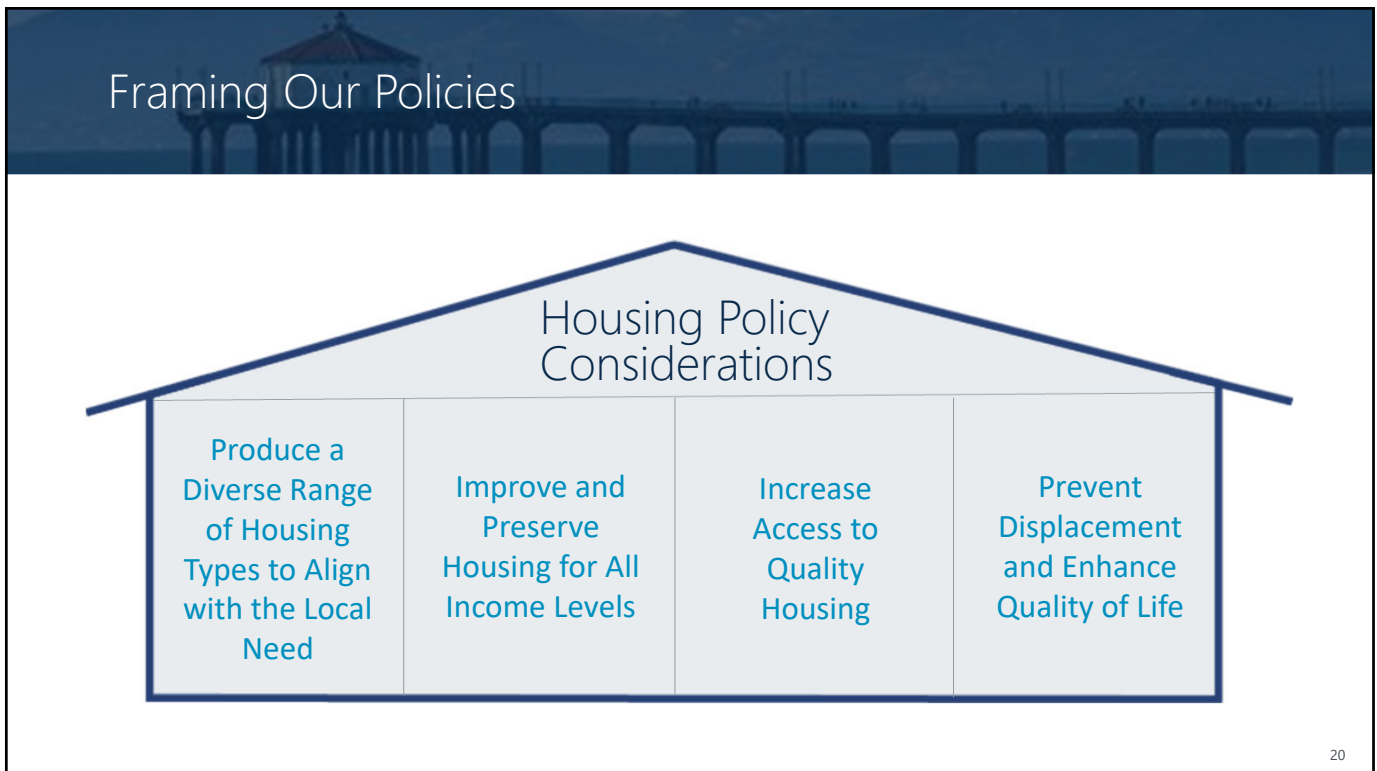 Framing Our Policies
Housing Policy
Considerations
Produce a
Diverse Range
of Housing
Types to Align
with the Local
Need
Improve and
Preserve
Housing for All
Income Levels
Increase
Access to
Quality
Housing
Prevent
Displacement
and Enhance
Quality of Life
20